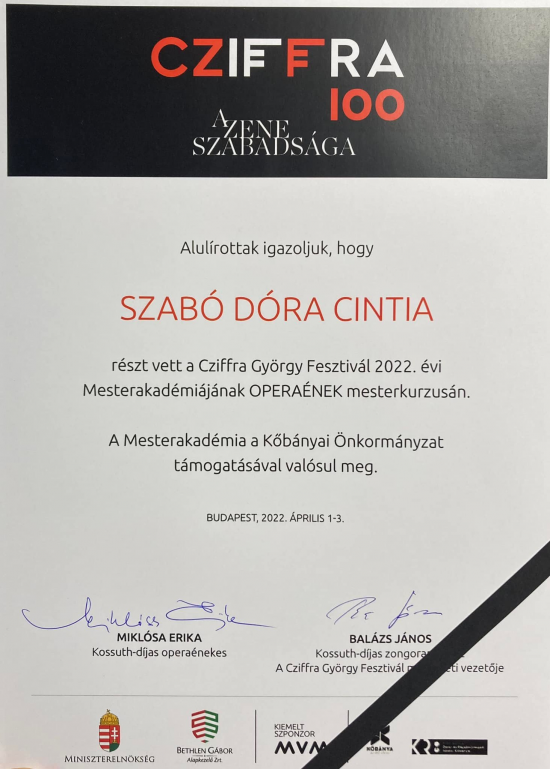 CZIFFRA
100
A
ZENE
SZABADSÁGA
Alulírottak igazoljuk, hogy
SZABÓ DÓRA CINTIA
részt vett a Cziffra György Fesztivál 2022. évi
Mesterakadémiájának OPERAÉNEK mesterkurzusán.
A Mesterakadémia a Kőbányai Önkormányzat
támogatásával valósul meg.
BUDAPEST, 2022. ÁPRILIS 1-3.
MIKLÓSA ERIKA
Kossuth-díjas operaénekes
BALÁZS JÁNOS
Kossuth-díjas
A Cziffra György Fesztivál vezetője
MINISZTERELNÖKSÉG
BETHLEN GÁBOR
Alapkezelő Zrt.
KIEMELT
SZPONZOR
MVM
KŐBÁNYA